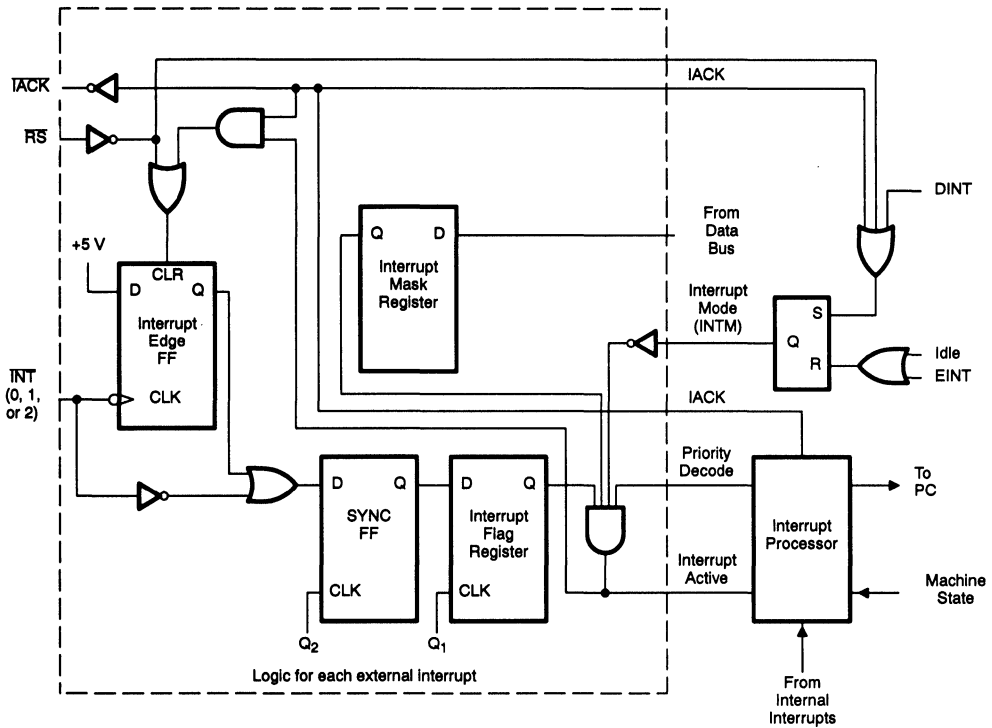 IACK
IACK
RS
DINT
From
Data
Bus
+5 V
CLR
D
Q
Interrupt
Edge
FF
CLK
Q
D
Interrupt
Mask
Register
Interrupt
Mode
(INTM)
S
Q
R
Idle
EINT
INT
(0, 1,
or 2)
IACK
Priority
Decode
To
PC
D
Q
SYNC
FF
CLK
D
Q
Interrupt
Flag
Register
CLK
Interrupt
Processor
Interrupt
Active
Machine
State
Q2
Q1
Logic for each external interrupt
From
Internal
Interrupts